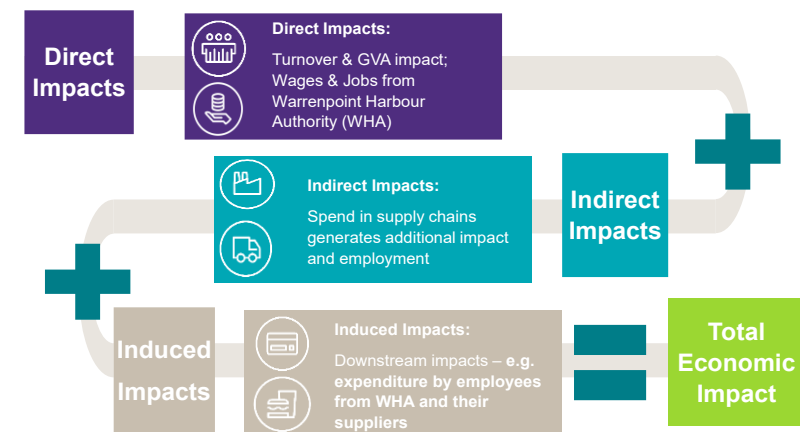 Direct
Impacts
Direct Impacts:
Turnover & GVA impact;
Wages & Jobs from
Warrenpoint Harbour
Authority (WHA)
Indirect Impacts:
Spend in supply chains
generates additional impact
and employment
Indirect
Impacts
Induced
Impacts
Induced Impacts:
Downstream impacts – e.g.
expenditure by employees
from WHA and their
suppliers
Total
Economic
Impact